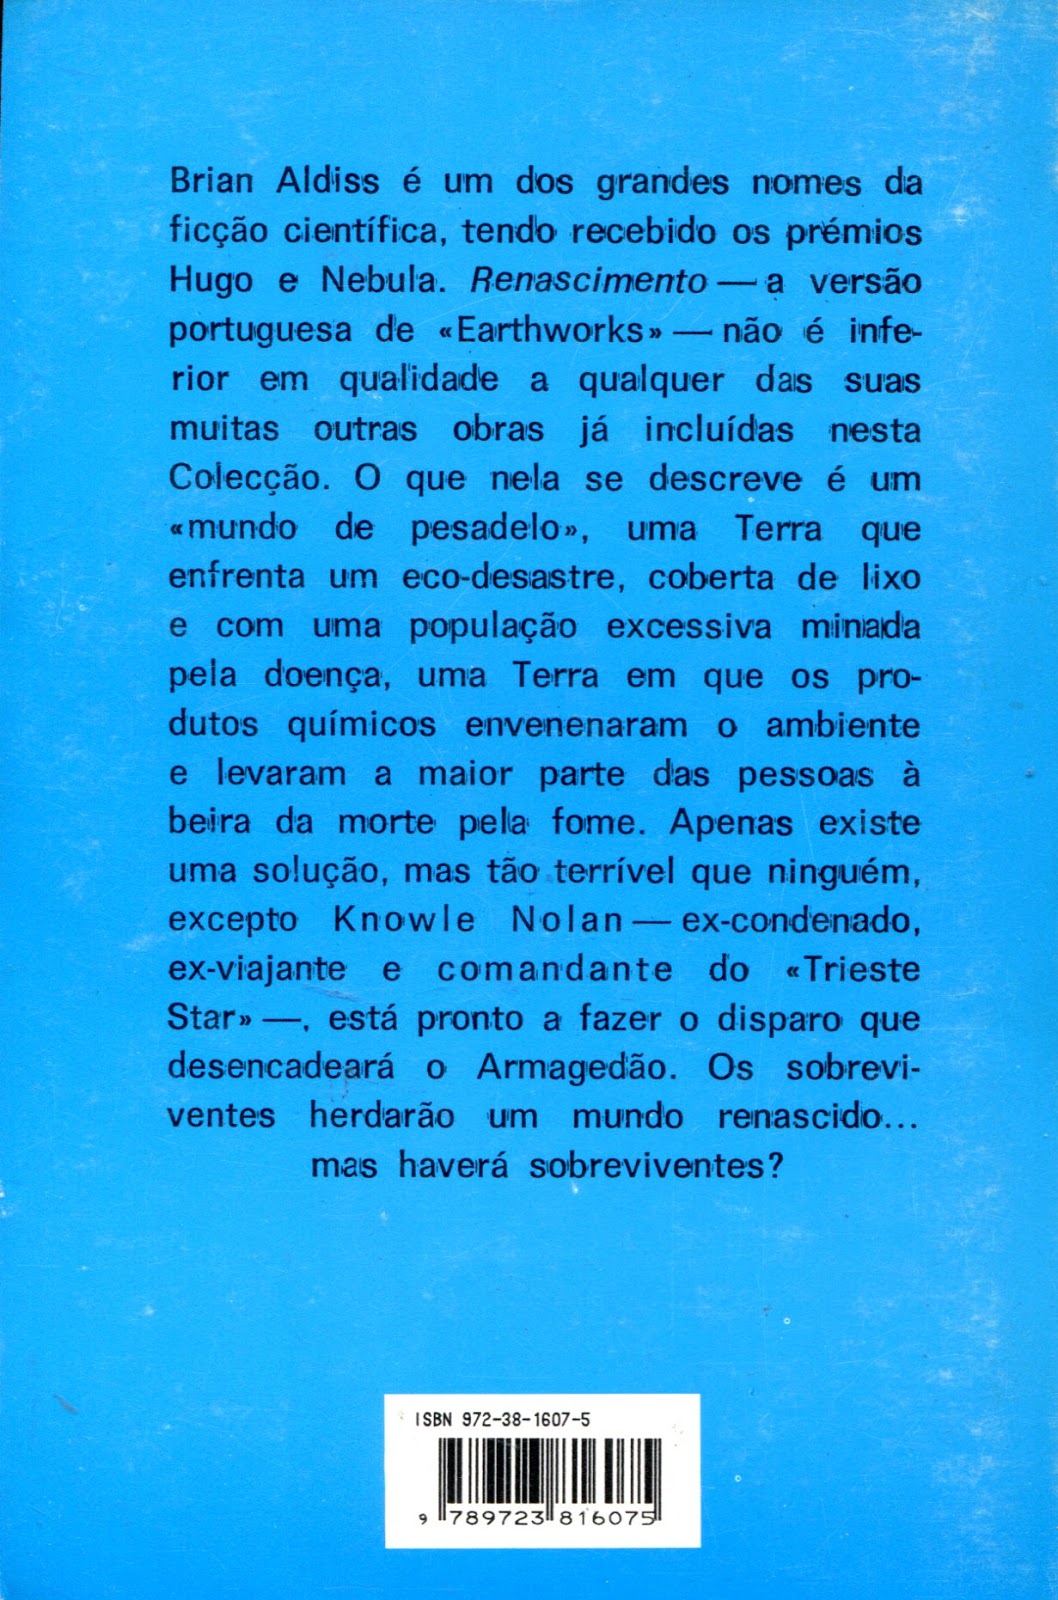 Brian Aldiss é um dos grandes nomes da
ficção científica, tendo recebido os prémios
Hugo e Nebula. Renascimento — a versão
portuguesa de «Earthworks» — não é infe-
rior em qualidade a qualquer das suas
muitas outras obras já incluídas nesta
Colecção. O que nela se descreve é um
«mundo de pesadelo», uma Terra que
enfrenta um eco-desastre, coberta de lixo
e com uma população excessiva minada
pela doença, uma Terra em que os pro-
dutos químicos envenenaram o ambiente
e levaram a maior parte das pessoas à
beira da morte pela fome. Apenas existe
uma solução, mas tão terrível que ninguém,
excepto Knowle Nolan — ex-condenado,
ex-viajante e comandante do «Trieste
Star» —, está pronto a fazer o disparo que
desencadeará o Armagedão. Os sobrevi-
ventes herdarão um mundo renascido...
mas haverá sobreviventes?
ISBN 972-38-1607-5
9 789723 816075